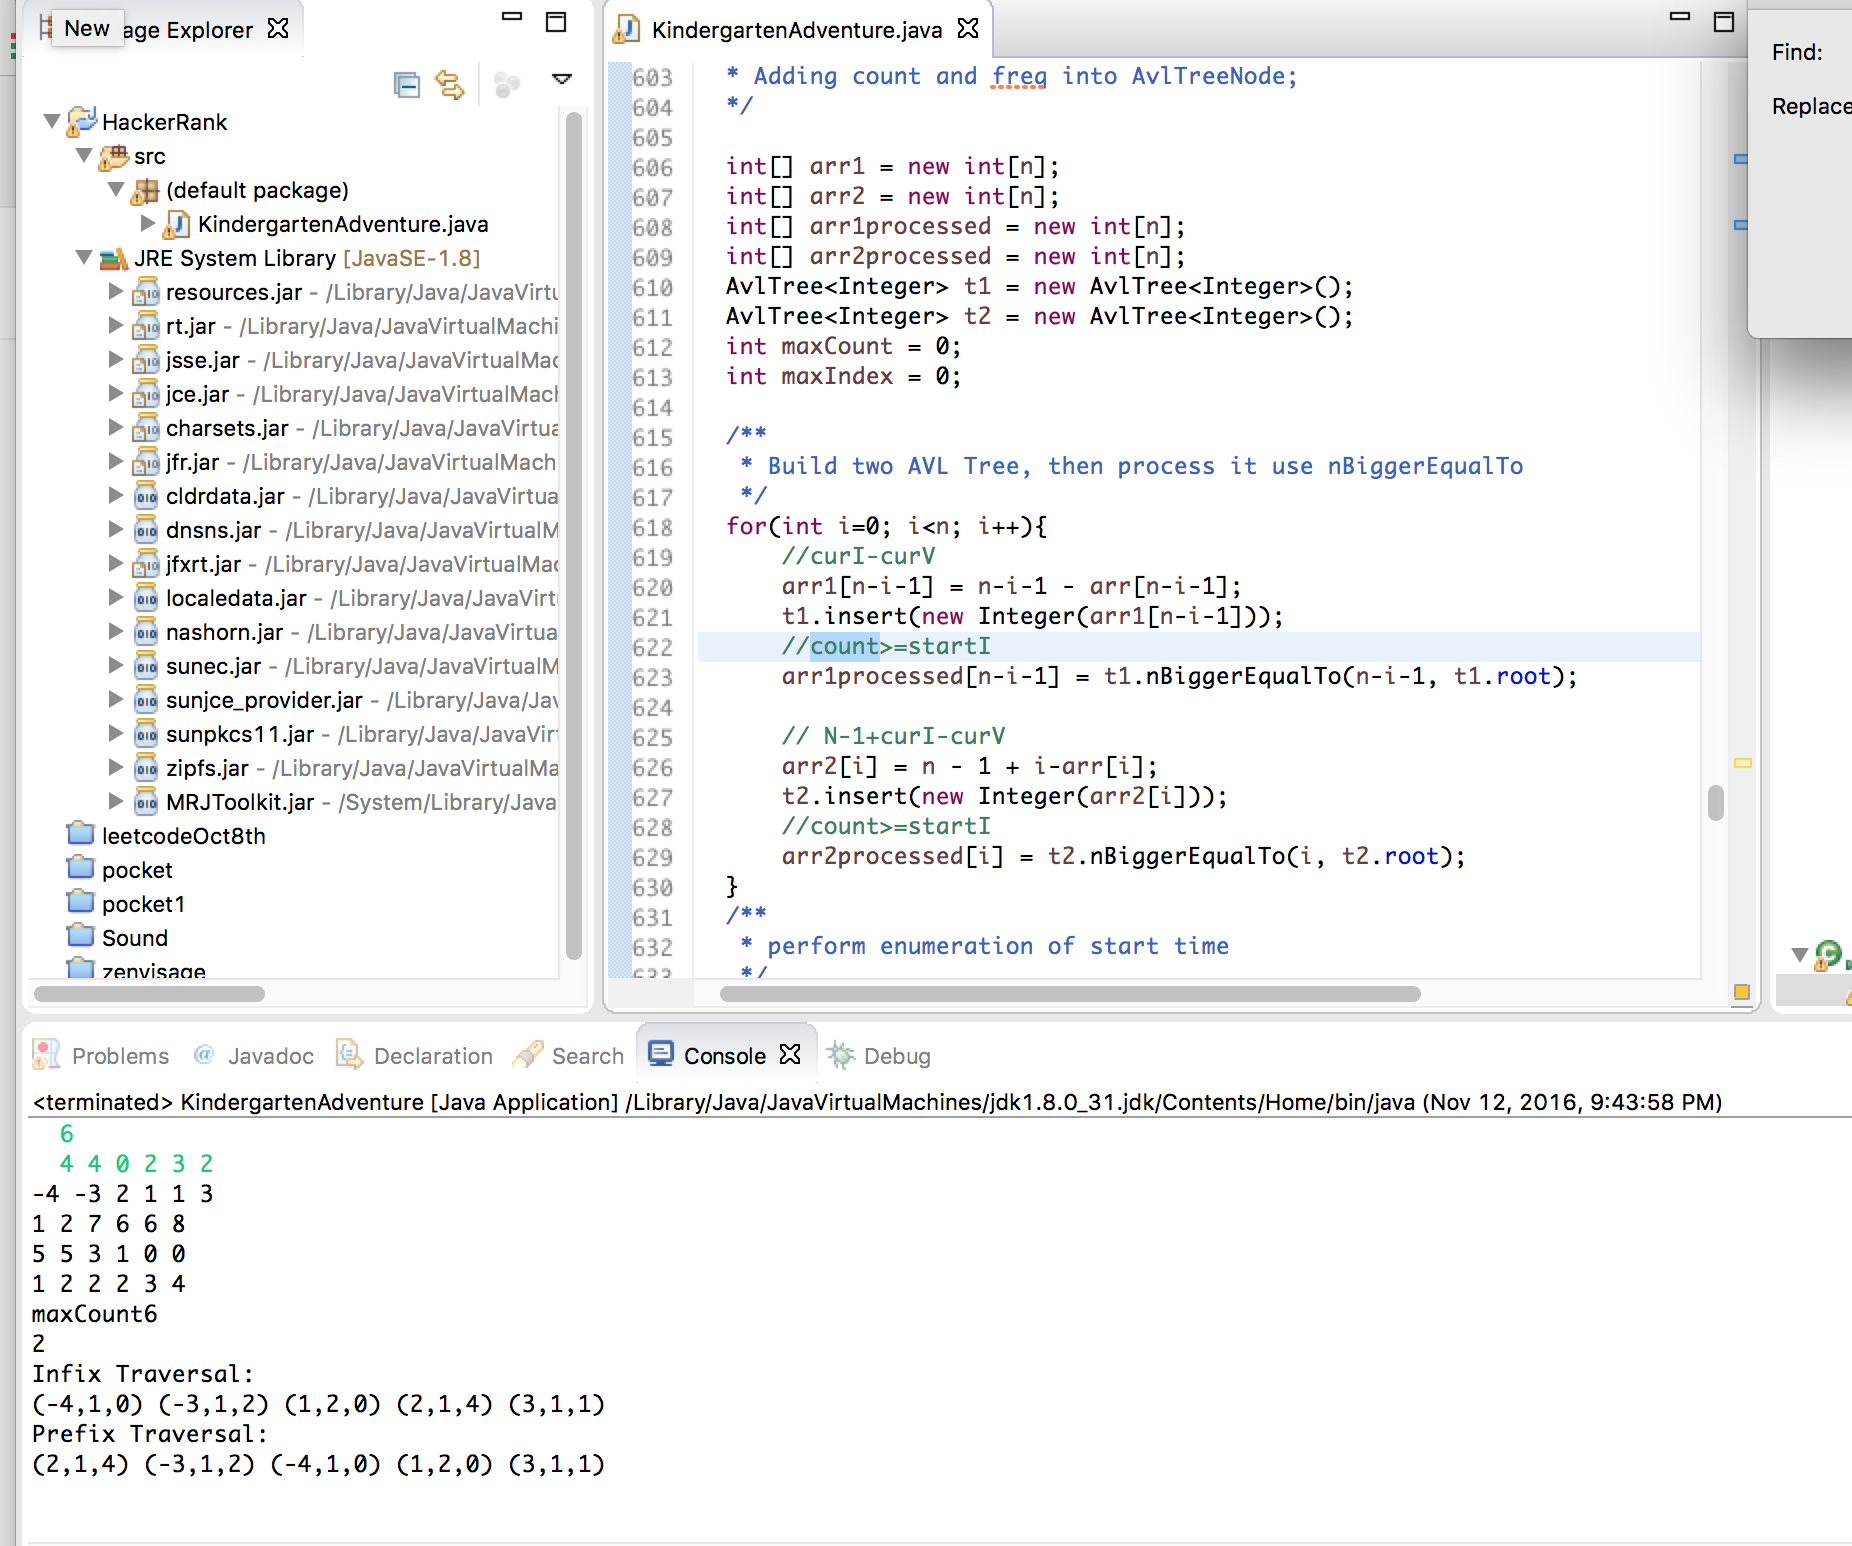 New
age Explorer
HackerRank
src
(default package)
KindergartenAdventure.java
JRE System Library [JavaSE-1.8]
resources.jar - /Library/Java/JavaVirtu
rt.jar - /Library/Java/JavaVirtualMachi
jsse.jar - /Library/Java/JavaVirtualMac
jce.jar - /Library/Java/JavaVirtualMach
charsets.jar - /Library/Java/JavaVirtua
jfr.jar - /Library/Java/JavaVirtualMach
cldrdata.jar - /Library/Java/JavaVirtua
dnsns.jar - /Library/Java/JavaVirtualM
jfxrt.jar - /Library/Java/JavaVirtualMac
localedata.jar - /Library/Java/JavaVirt
nashorn.jar - /Library/Java/JavaVirtua
sunec.jar - /Library/Java/JavaVirtualM
sunjce_provider.jar - /Library/Java/Jav
sunpkcs11.jar - /Library/Java/JavaVirt
zipfs.jar - /Library/Java/JavaVirtualMa
MRJToolkit.jar - /System/Library/Java
leetcodeOct8th
pocket
pocket1
Sound
zenvisage
KindergartenAdventure.java
603 * Adding count and freq into AvlTreeNode;
604 */
605
606 int[] arr1 = new int[n];
607 int[] arr2 = new int[n];
608 int[] arr1processed = new int[n];
609 int[] arr2processed = new int[n];
610 AvlTree<Integer> t1 = new AvlTree<Integer>();
611 AvlTree<Integer> t2 = new AvlTree<Integer>();
612 int maxCount = 0;
613 int maxIndex = 0;
614
615 /**
616 * Build two AVL Tree, then process it use nBiggerEqualTo
617 */
618 for(int i=0; i<n; i++){
619 //curI-curV
620 arr1[n-i-1] = n-i-1 - arr[n-i-1];
621 t1.insert(new Integer(arr1[n-i-1]));
622 //count>=startI
623 arr1processed[n-i-1] = t1.nBiggerEqualTo(n-i-1, t1.root);
624
625 // N-1+curI-curV
626 arr2[i] = n - 1 + i-arr[i];
627 t2.insert(new Integer(arr2[i]));
628 //count>=startI
629 arr2processed[i] = t2.nBiggerEqualTo(i, t2.root);
630 }
631 /**
632 * perform enumeration of start time
633 */
Find:
Replace
Problems @ Javadoc Declaration Search Console Debug
<terminated> KindergartenAdventure [Java Application] /Library/Java/JavaVirtualMachines/jdk1.8.0_31.jdk/Contents/Home/bin/java (Nov 12, 2016, 9:43:58 PM)
6
4 4 0 2 3 2
-4 -3 2 1 1 3
1 2 7 6 6 8
5 5 3 1 0 0
1 2 2 2 3 4
maxCount6
2
Infix Traversal:
(-4,1,0) (-3,1,2) (1,2,0) (2,1,4) (3,1,1)
Prefix Traversal:
(2,1,4) (-3,1,2) (-4,1,0) (1,2,0) (3,1,1)